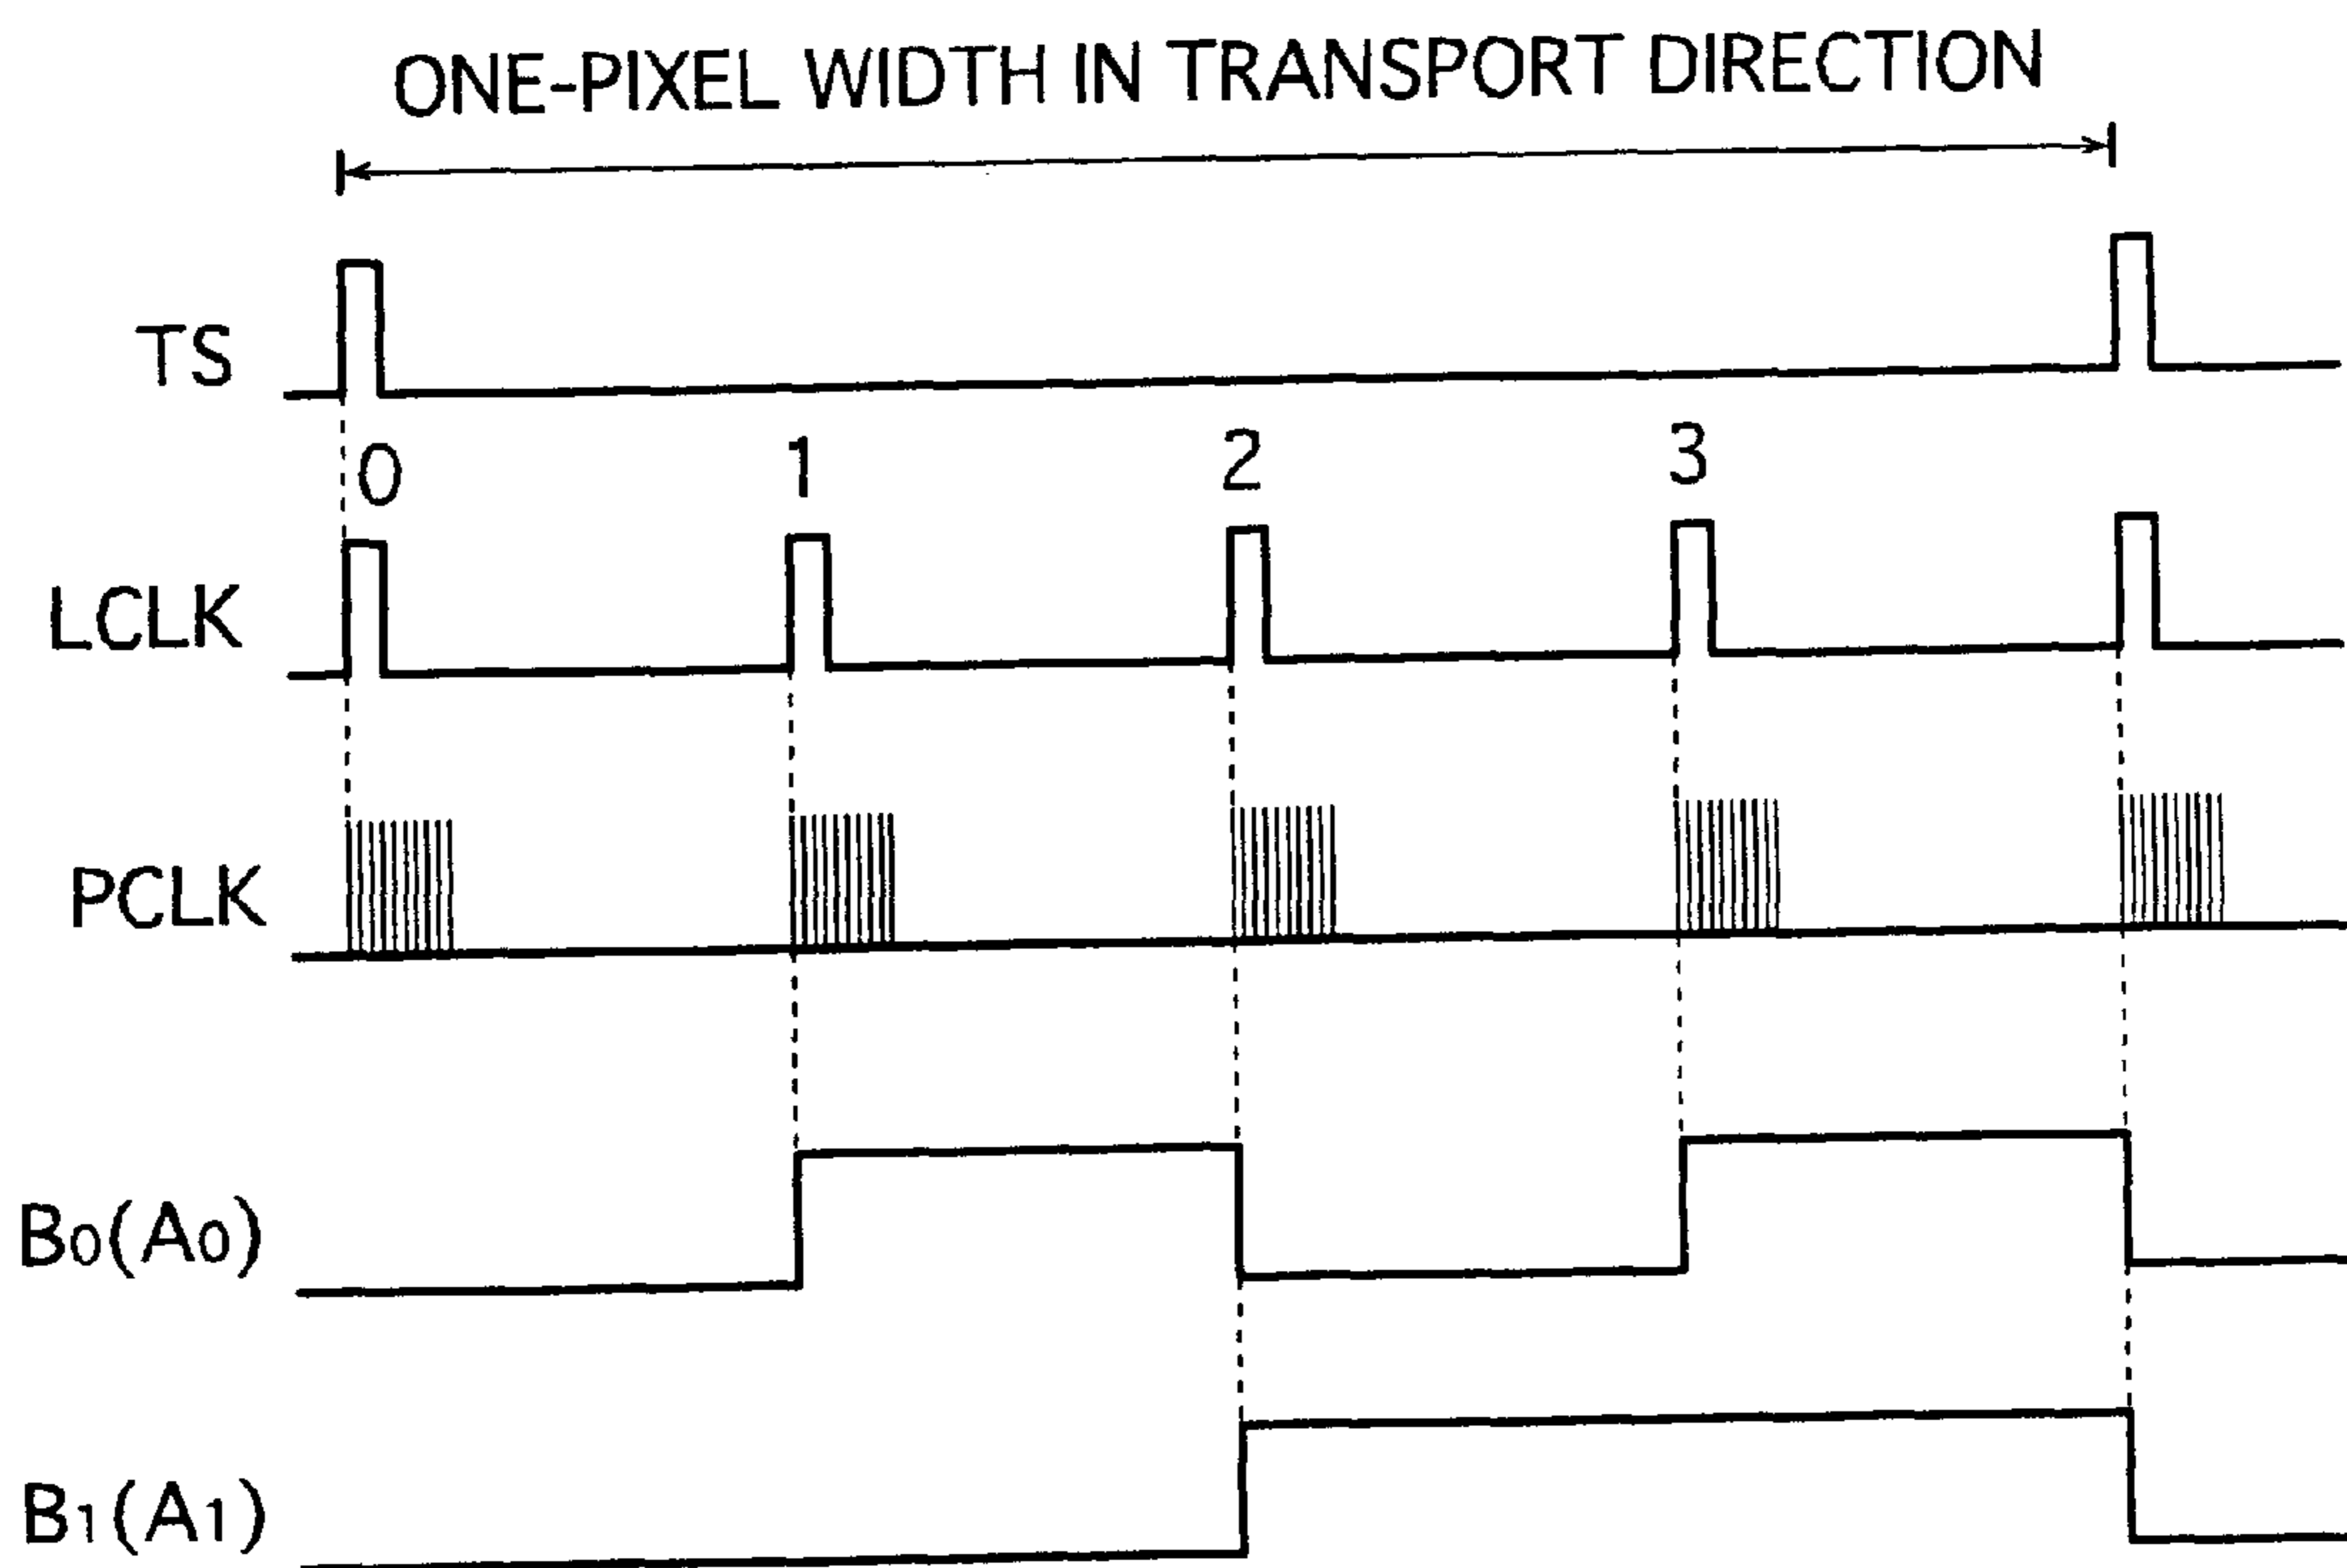 ONE-PIXEL WIDTH IN TRANSPORT DIRECTION
TS
0 1 2 3
LCLK
PCLK
B0(A0)
B1(A1)